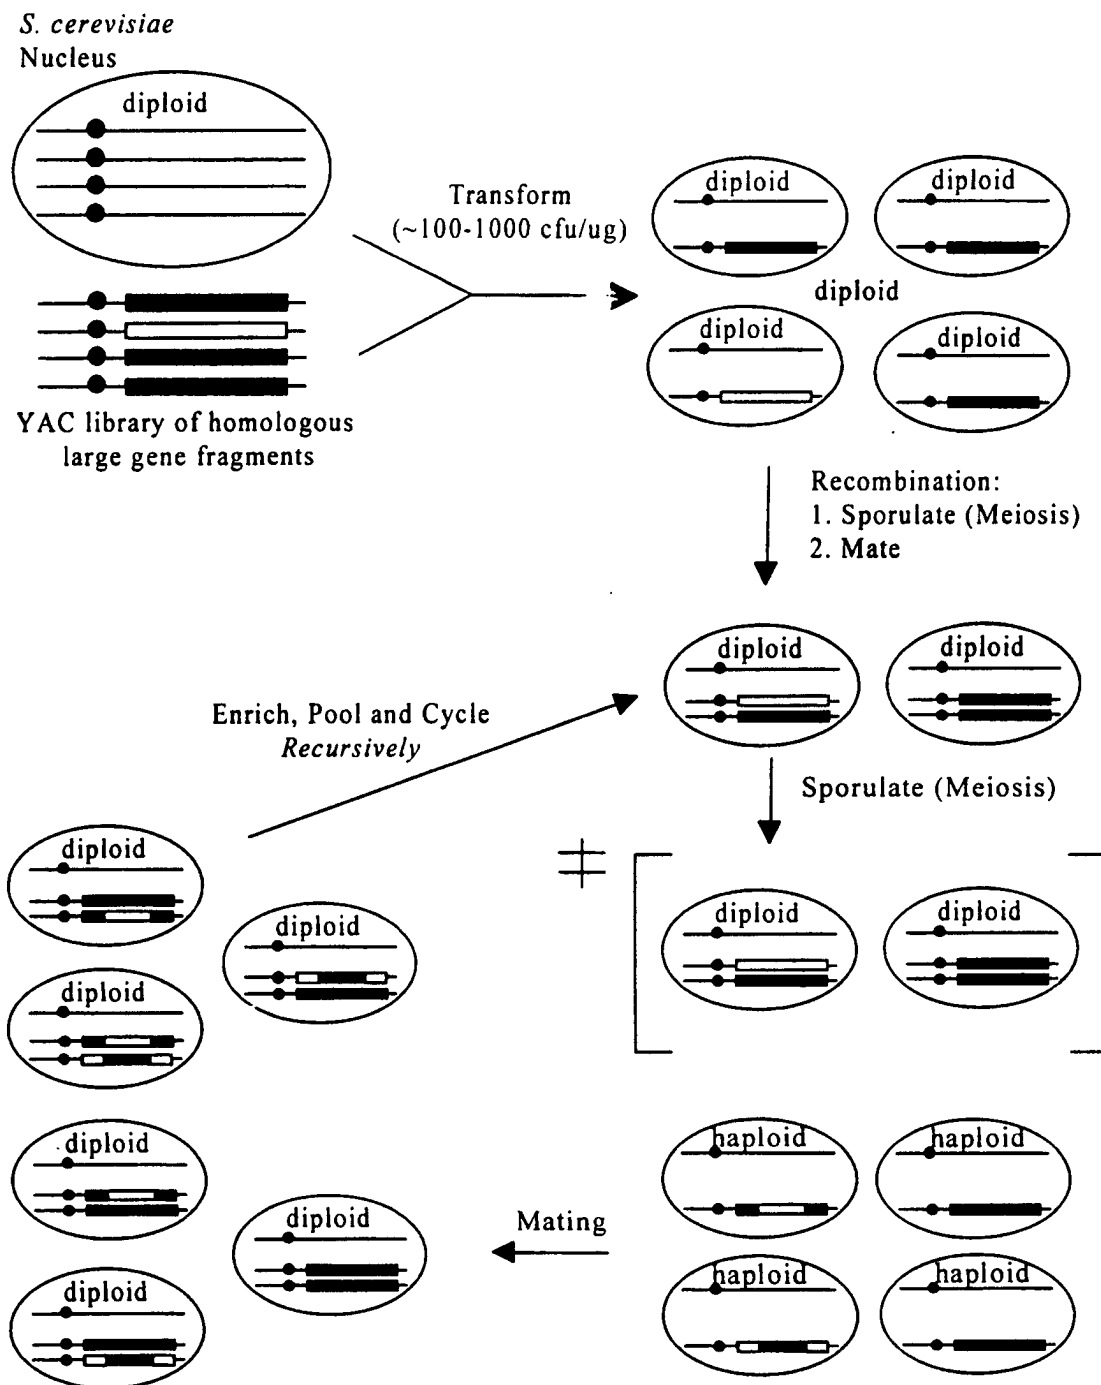 S. cerevisiae
Nucleus
diploid
Transform
(~100-1000 cfu/ug)
diploid
diploid
diploid
diploid
diploid
YAC library of homologous
large gene fragments
Recombination:
1. Sporulate (Meiosis)
2. Mate
diploid
diploid
Enrich, Pool and Cycle
Recursively
Sporulate (Meiosis)
diploid
diploid
diploid
diploid
diploid
diploid
haploid
haploid
diploid
Mating
haploid
haploid
diploid